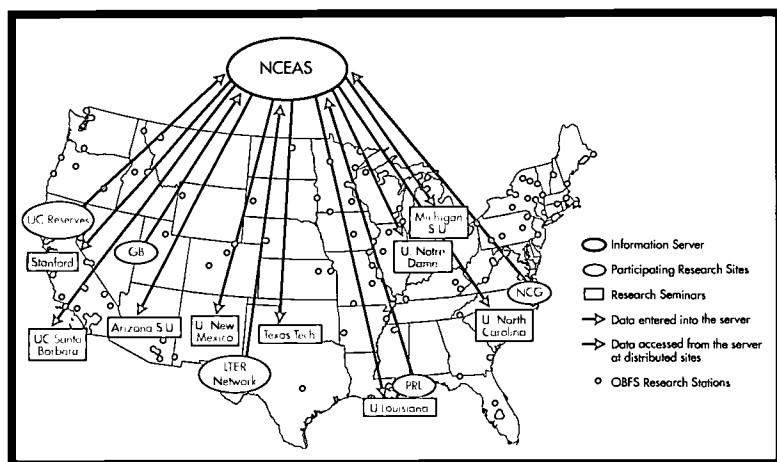 NCEAS
UC Reserves
GB
Stanford
Michigan
S U
U Notre
Dame
NCG
UC Santa
Barbara
Arizona S U
U New
Mexico
Texas Tech
U North
Carolina
LTER
Network
PRL
U Louisiana
Information Server
Participating Research Sites
Research Seminars
Data entered into the server
Data accessed from the server
at distributed sites
OBFS Research Stations